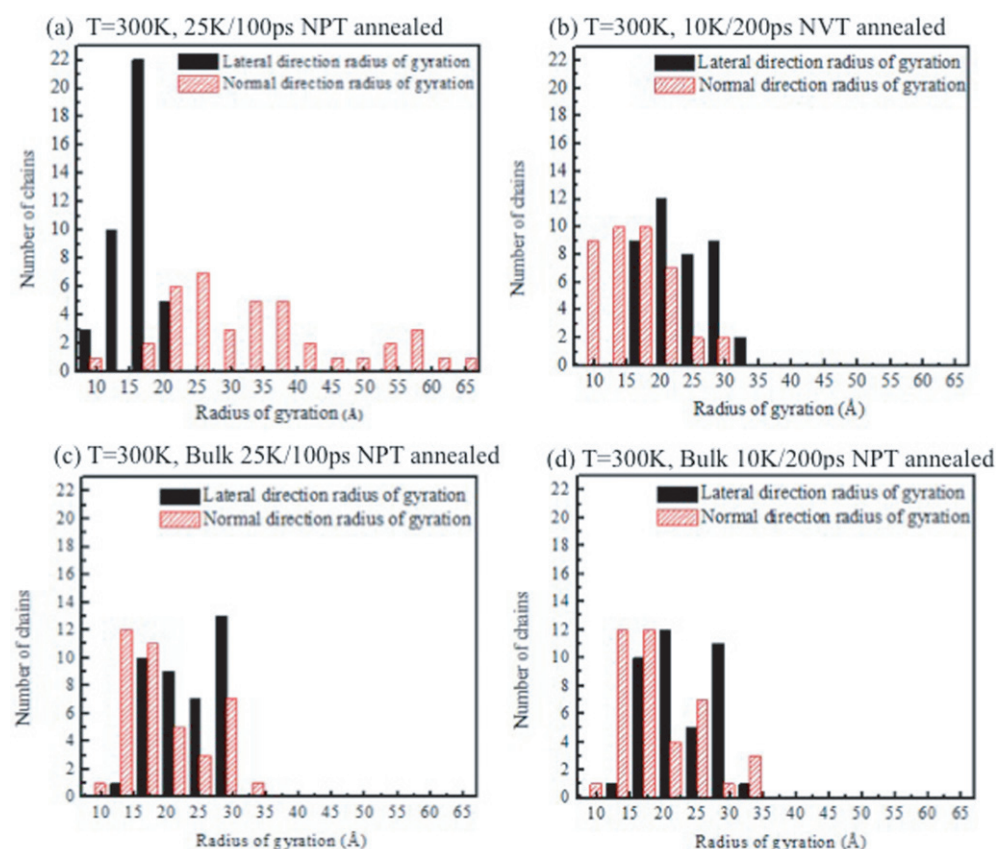 (a) T=300K, 25K/100ps NPT annealed
22
20
18
16
14
12
10
8
6
4
2
0
Number of chains
Lateral direction radius of gyration
Normal direction radius of gyration
10 15 20 25 30 35 40 45 50 55 60 65
Radius of gyration (Å)
(b) T=300K, 10K/200ps NVT annealed
22
20
18
16
14
12
10
8
6
4
2
0
Number of chains
Lateral direction radius of gyration
Normal direction radius of gyration
10 15 20 25 30 35 40 45 50 55 60 65
Radius of gyration (Å)
(c) T=300K, Bulk 25K/100ps NPT annealed
22
20
18
16
14
12
10
8
6
4
2
0
Number of chains
Lateral direction radius of gyration
Normal direction radius of gyration
10 15 20 25 30 35 40 45 50 55 60 65
Radius of gyration (Å)
(d) T=300K, Bulk 10K/200ps NPT annealed
22
20
18
16
14
12
10
8
6
4
2
0
Number of chains
Lateral direction radius of gyration
Normal direction radius of gyration
10 15 20 25 30 35 40 45 50 55 60 65
Radius of gyration (Å)